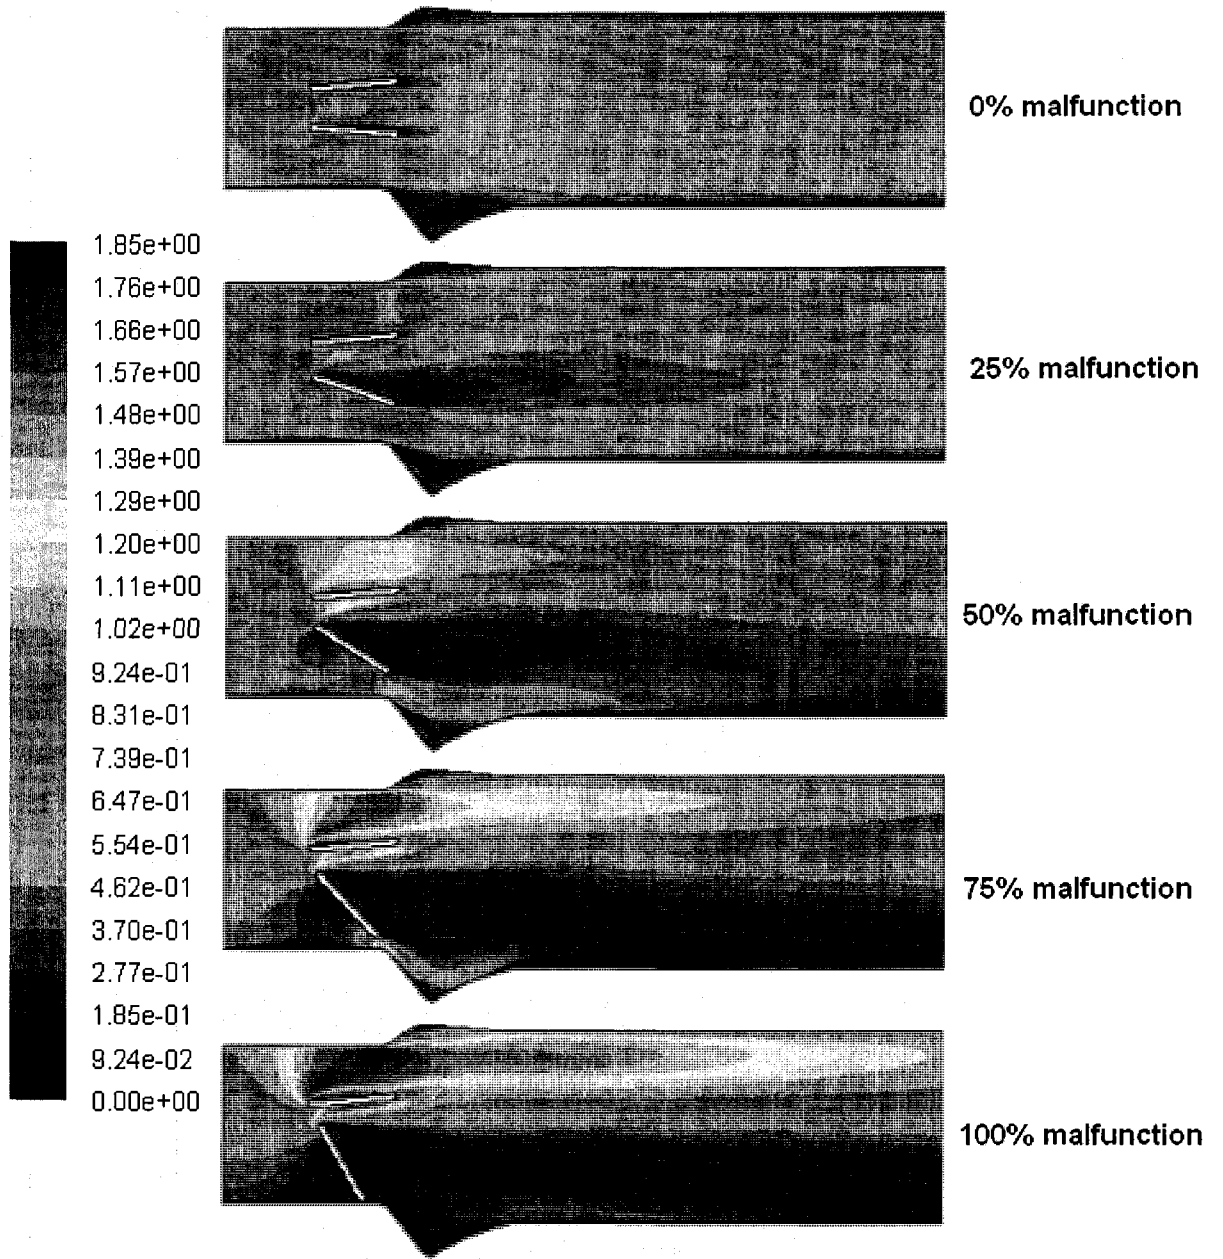 0% malfunction
1.85e+00
1.76e+00
1.66e+00
1.57e+00
1.48e+00
1.39e+00
1.29e+00
1.20e+00
1.11e+00
1.02e+00
9.24e-01
8.31e-01
7.39e-01
6.47e-01
5.54e-01
4.62e-01
3.70e-01
2.77e-01
1.85e-01
9.24e-02
0.00e+00
25% malfunction
50% malfunction
75% malfunction
100% malfunction